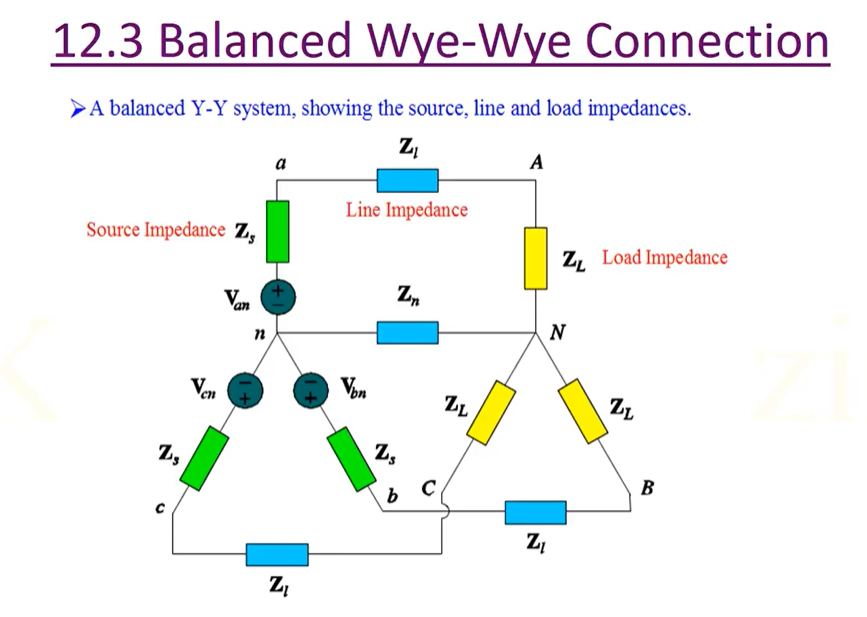 12.3 Balanced Wye-Wye Connection
➢A balanced Y-Y system, showing the source, line and load impedances.
a
Zl
A
Line Impedance
Source Impedance Zs
ZL Load Impedance
Van
Zn
n
N
Vcn
Vbn
ZL
ZL
Zs
Zs
c
b
C
B
Zl
Zl